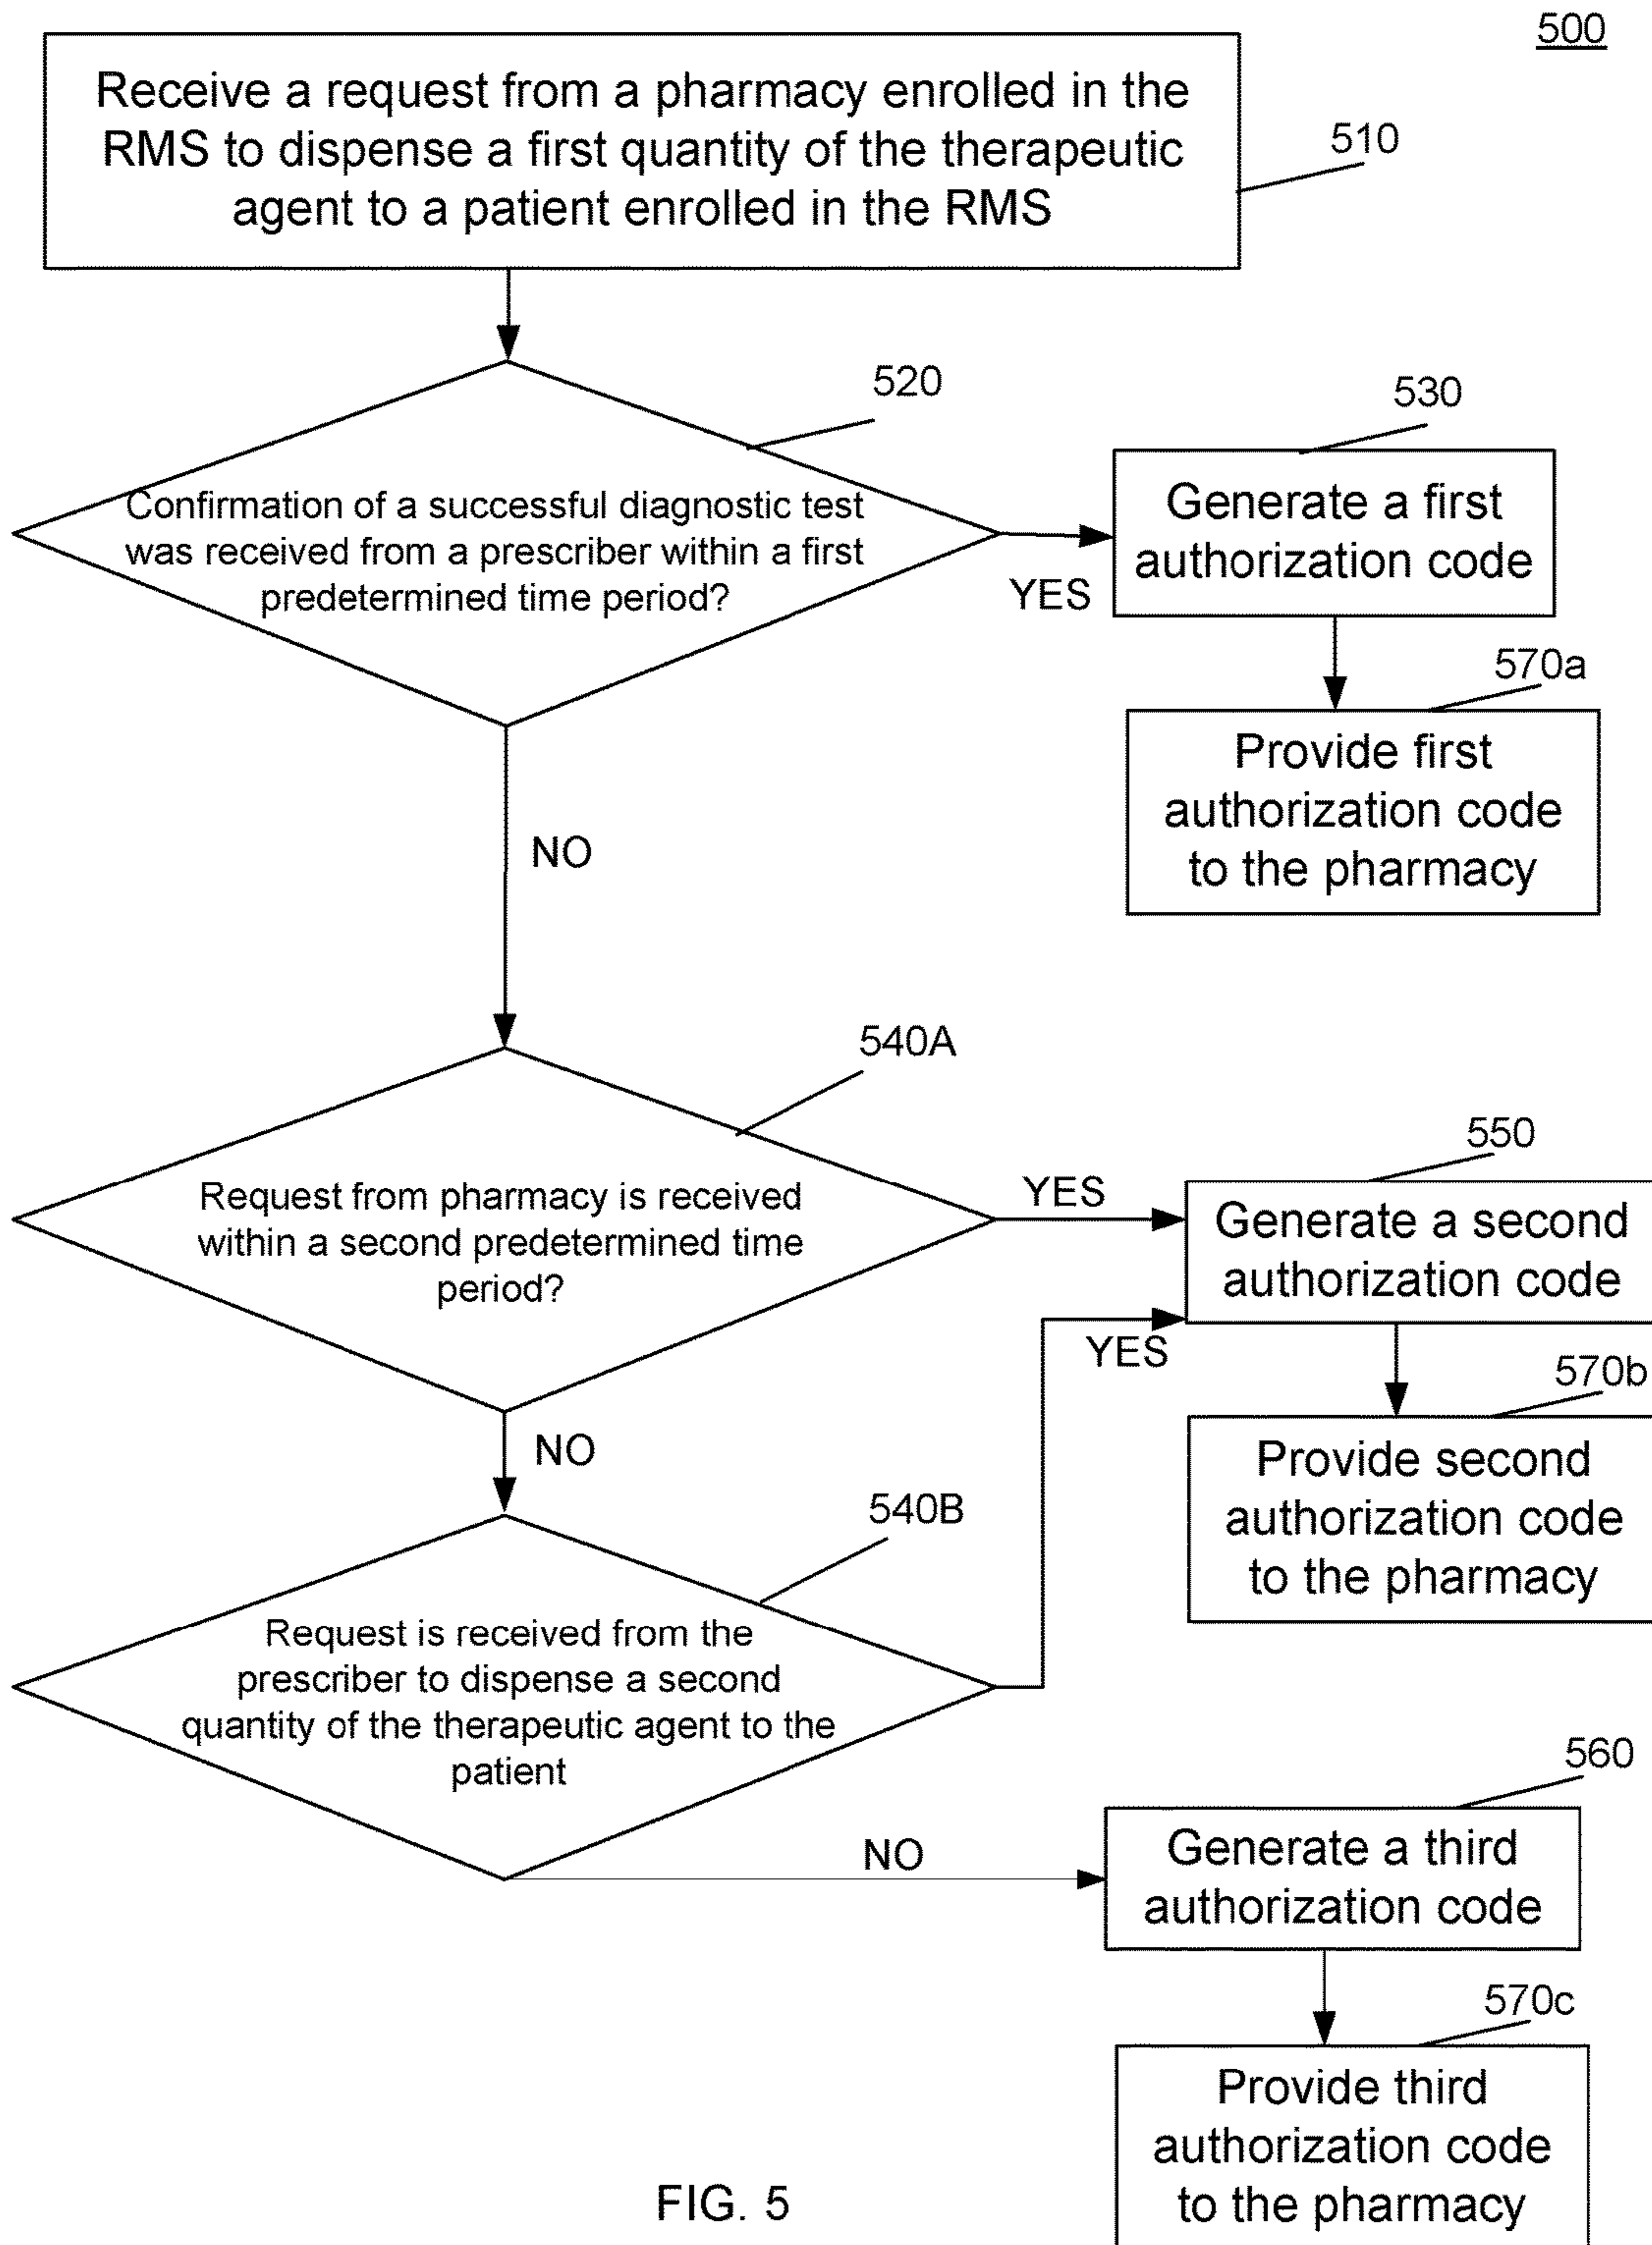 500
Receive a request from a pharmacy enrolled in the
RMS to dispense a first quantity of the therapeutic
agent to a patient enrolled in the RMS
510
520
Confirmation of a successful diagnostic test
was received from a prescriber within a first
predetermined time period?
YES
530
Generate a first
authorization code
570a
Provide first
authorization code
to the pharmacy
NO
540A
Request from pharmacy is received
within a second predetermined time
period?
YES
550
Generate a second
authorization code
YES
570b
Provide second
authorization code
to the pharmacy
NO
540B
Request is received from the
prescriber to dispense a second
quantity of the therapeutic agent to the
patient
NO
560
Generate a third
authorization code
570c
Provide third
authorization code
to the pharmacy
FIG. 5